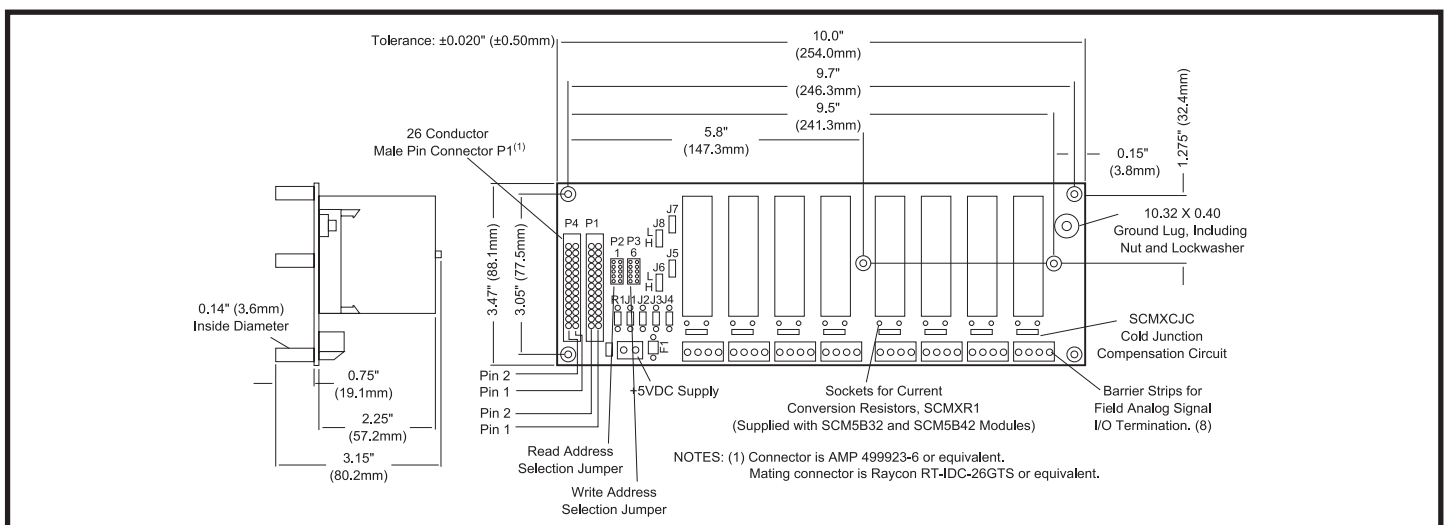 Tolerance: ±0.020" (±0.50mm)
10.0"
(254.0mm)
9.7"
(246.3mm)
9.5"
(241.3mm)
5.8"
(147.3mm)
1.275" (32.4mm)
0.15"
(3.8mm)
26 Conductor
Male Pin Connector P1(1)
10.32 X 0.40
Ground Lug, Including
Nut and Lockwasher
P4 P1
J8 J7
L
H
P2 P3
1 6
J6 J5
L
H
R1 J1 J2 J3 J4
F1
3.47" (88.1mm)
3.05" (77.5mm)
0.14" (3.6mm)
Inside Diameter
SCMXCJC
Cold Junction
Compensation Circuit
0.75"
(19.1mm)
2.25"
(57.2mm)
3.15"
(80.2mm)
Pin 2
Pin 1
Pin 2
Pin 1
+5VDC Supply
Sockets for Current
Conversion Resistors, SCMXR1
(Supplied with SCM5B32 and SCM5B42 Modules)
Barrier Strips for
Field Analog Signal
I/O Termination. (8)
Read Address
Selection Jumper
Write Address
Selection Jumper
NOTES: (1) Connector is AMP 499923-6 or equivalent.
Mating connector is Raycon RT-IDC-26GTS or equivalent.